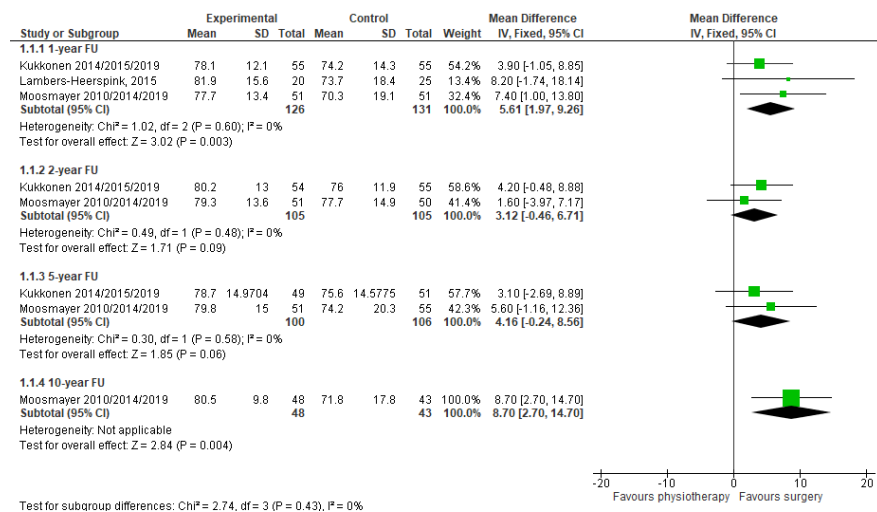 Experimental Control Mean Difference Mean Difference
Study or Subgroup Mean SD Total Mean SD Total Weight IV, Fixed, 95% CI IV, Fixed, 95% CI
1.1.1 1-year FU
Kukkonen 2014/2015/2019 78.1 12.1 55 74.2 14.3 55 54.2% 3.90 [-1.05, 8.85]
Lambers-Heerspink, 2015 81.9 15.6 20 73.7 18.4 25 13.4% 8.20 [-1.74, 18.14]
Moosmayer 2010/2014/2019 77.7 13.4 51 70.3 19.1 51 32.4% 7.40 [1.00, 13.80]
Subtotal (95% CI) 126 131 100.0% 5.61 [1.97, 9.26]
Heterogeneity: Chi² = 1.02, df = 2 (P = 0.60); I² = 0%
Test for overall effect: Z = 3.02 (P = 0.003)
1.1.2 2-year FU
Kukkonen 2014/2015/2019 80.2 13 54 76 11.9 55 58.6% 4.20 [-0.48, 8.88]
Moosmayer 2010/2014/2019 79.3 13.6 51 77.7 14.9 50 41.4% 1.60 [-3.97, 7.17]
Subtotal (95% CI) 105 105 100.0% 3.12 [-0.46, 6.71]
Heterogeneity: Chi² = 0.49, df = 1 (P = 0.48); I² = 0%
Test for overall effect: Z = 1.71 (P = 0.09)
1.1.3 5-year FU
Kukkonen 2014/2015/2019 78.7 14.9704 49 75.6 14.5775 51 57.7% 3.10 [-2.69, 8.89]
Moosmayer 2010/2014/2019 79.8 15 51 74.2 20.3 55 42.3% 5.60 [-1.16, 12.36]
Subtotal (95% CI) 100 106 100.0% 4.16 [-0.24, 8.56]
Heterogeneity: Chi² = 0.30, df = 1 (P = 0.58); I² = 0%
Test for overall effect: Z = 1.85 (P = 0.06)
1.1.4 10-year FU
Moosmayer 2010/2014/2019 80.5 9.8 48 71.8 17.8 43 100.0% 8.70 [2.70, 14.70]
Subtotal (95% CI) 48 43 100.0% 8.70 [2.70, 14.70]
Heterogeneity: Not applicable
Test for overall effect: Z = 2.84 (P = 0.004)
-20 -10 0 10 20
Favours physiotherapy Favours surgery
Test for subgroup differences: Chi² = 2.74, df = 3 (P = 0.43), I² = 0%